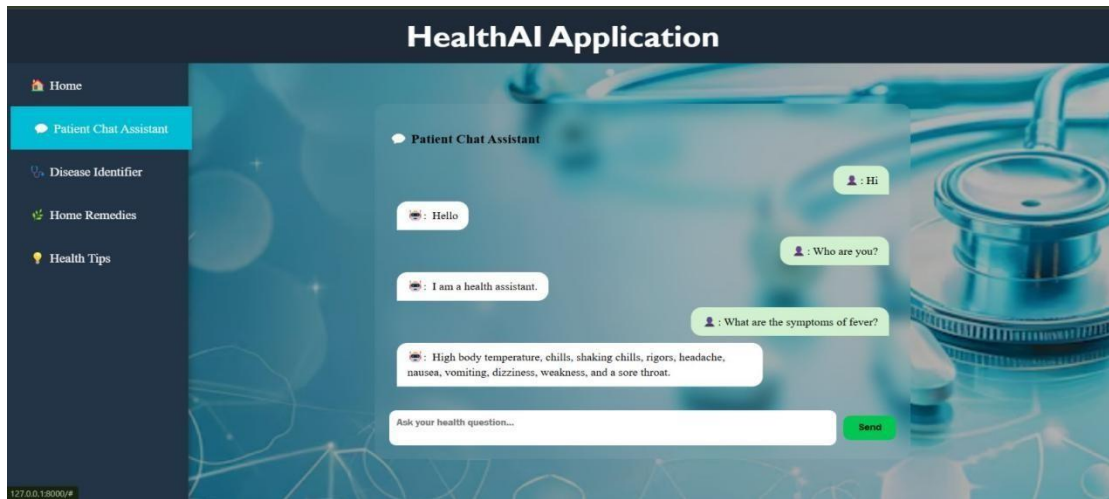 HealthAI Application
🏠 Home
💬 Patient Chat Assistant
🩺 Disease Identifier
🌿 Home Remedies
💡 Health Tips
💬 Patient Chat Assistant
👤 : Hi
🤖 : Hello
👤 : Who are you?
🤖 : I am a health assistant.
👤 : What are the symptoms of fever?
🤖 : High body temperature, chills, shaking chills, rigors, headache,
nausea, vomiting, dizziness, weakness, and a sore throat.
Ask your health question...
Send
127.0.0.1:8000/#